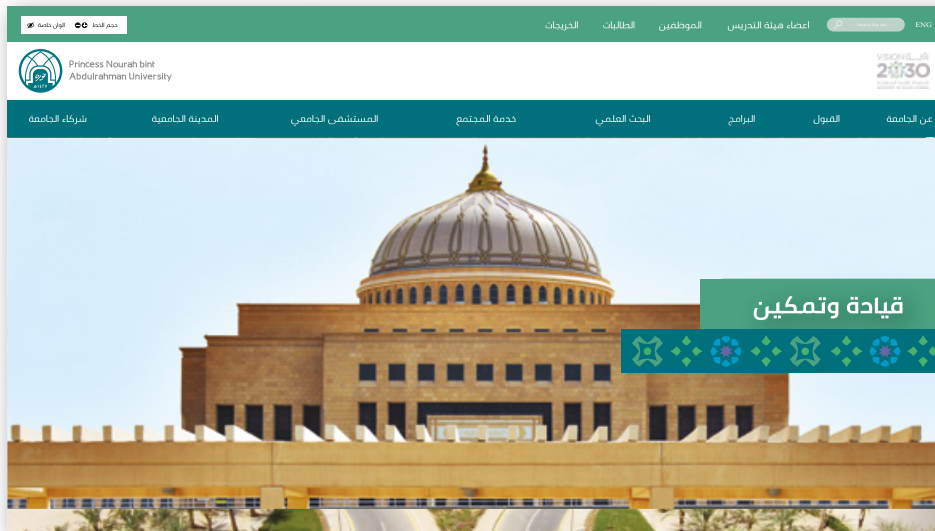 ENG
اعضاء هيئة التدريس
الموظفين
الطالبات
الخريجات
حجم الخط
الوان خاصة
Princess Nourah bint
Abdulrahman University
VISION
2030
عن الجامعة
القبول
البرامج
البحث العلمي
خدمة المجتمع
المستشفى الجامعي
المدينة الجامعية
شركاء الجامعة
قيادة وتمكين